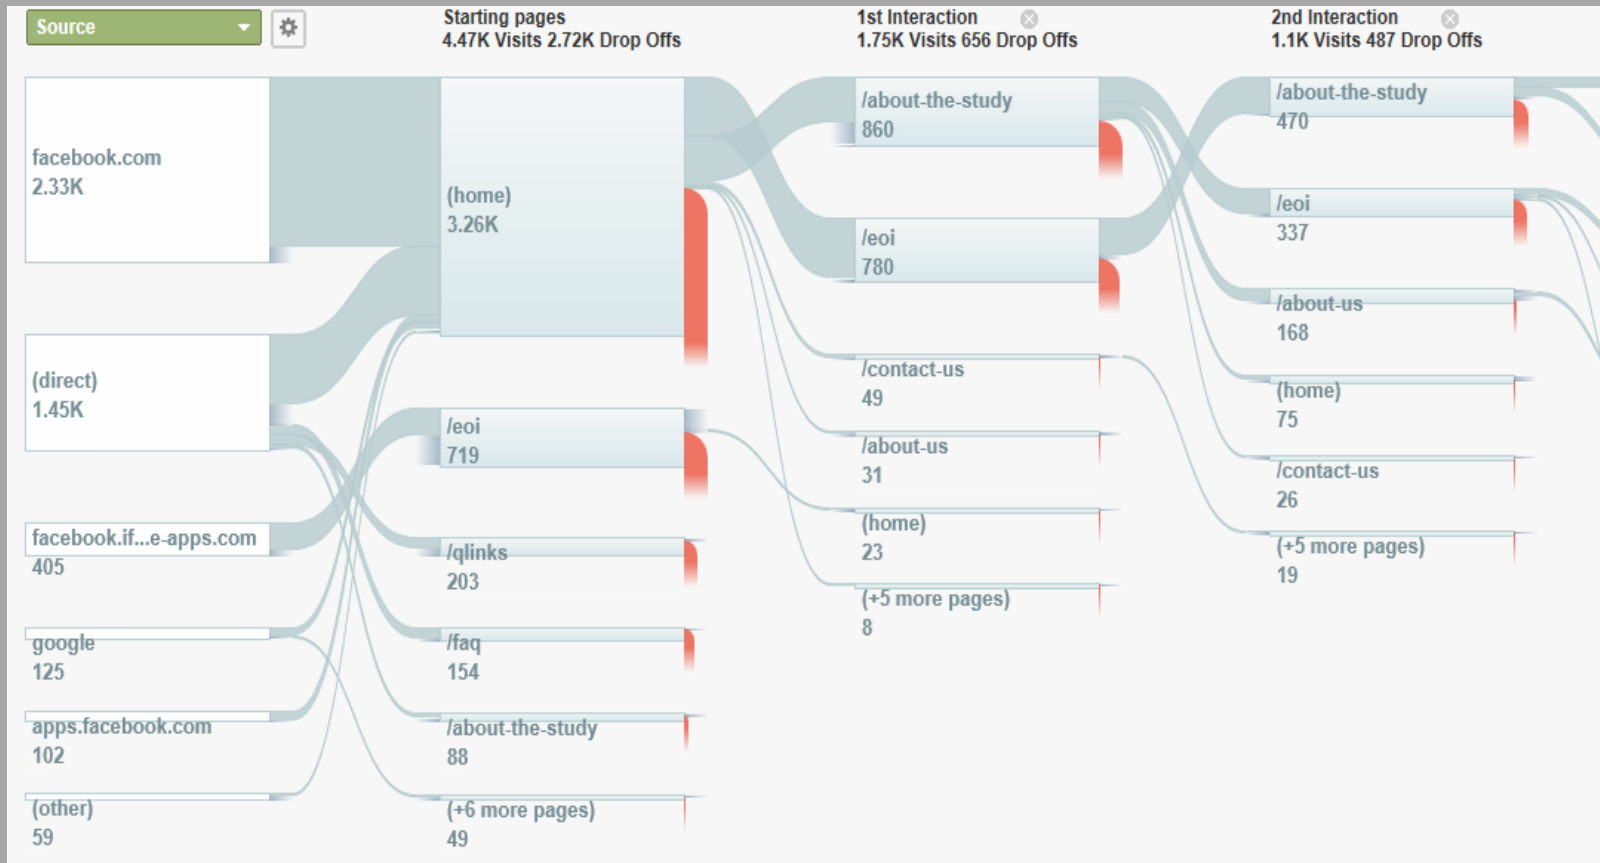 Source
Starting pages
4.47K Visits 2.72K Drop Offs
1st Interaction
1.75K Visits 656 Drop Offs
2nd Interaction
1.1K Visits 487 Drop Offs
facebook.com
2.33K
(direct)
1.45K
facebook.if...e-apps.com
405
google
125
apps.facebook.com
102
(other)
59
(home)
3.26K
/eoi
719
/qlinks
203
/faq
154
/about-the-study
88
(+6 more pages)
49
/about-the-study
860
/eoi
780
/contact-us
49
/about-us
31
(home)
23
(+5 more pages)
8
/about-the-study
470
/eoi
337
/about-us
168
(home)
75
/contact-us
26
(+5 more pages)
19